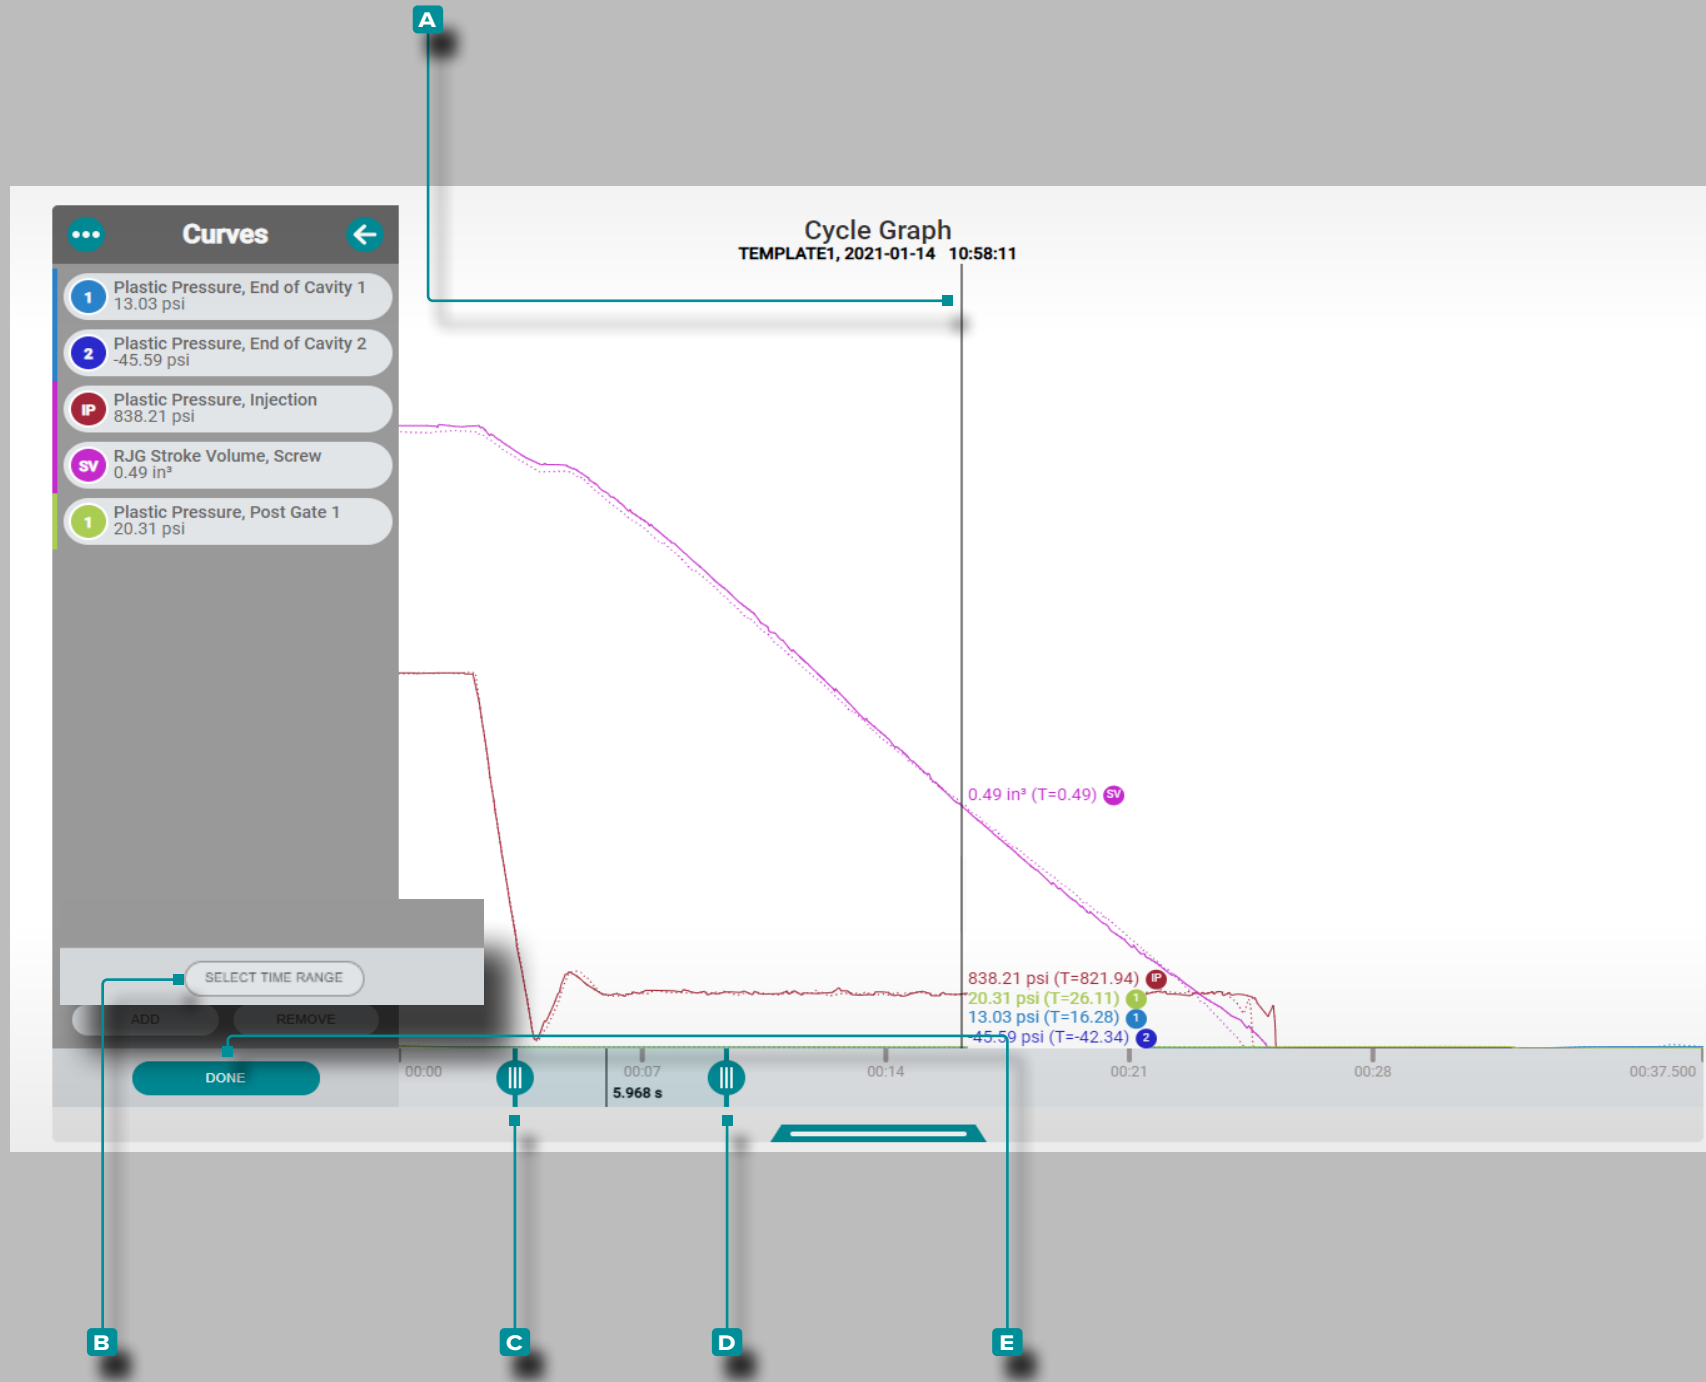 A
Curves
Cycle Graph
TEMPLATE1, 2021-01-14 10:58:11
1 Plastic Pressure, End of Cavity 1
13.03 psi
2 Plastic Pressure, End of Cavity 2
-45.59 psi
IP Plastic Pressure, Injection
838.21 psi
SV RJG Stroke Volume, Screw
0.49 in³
1 Plastic Pressure, Post Gate 1
20.31 psi
0.49 in³ (T=0.49) SV
SELECT TIME RANGE
838.21 psi (T=821.94) IP
20.31 psi (T=26.11) 1
13.03 psi (T=16.28) 1
-45.59 psi (T=-42.34) 2
ADD REMOVE
DONE
00:00 00:07 00:14 00:21 00:28 00:37.500
5.968 s
B C D E